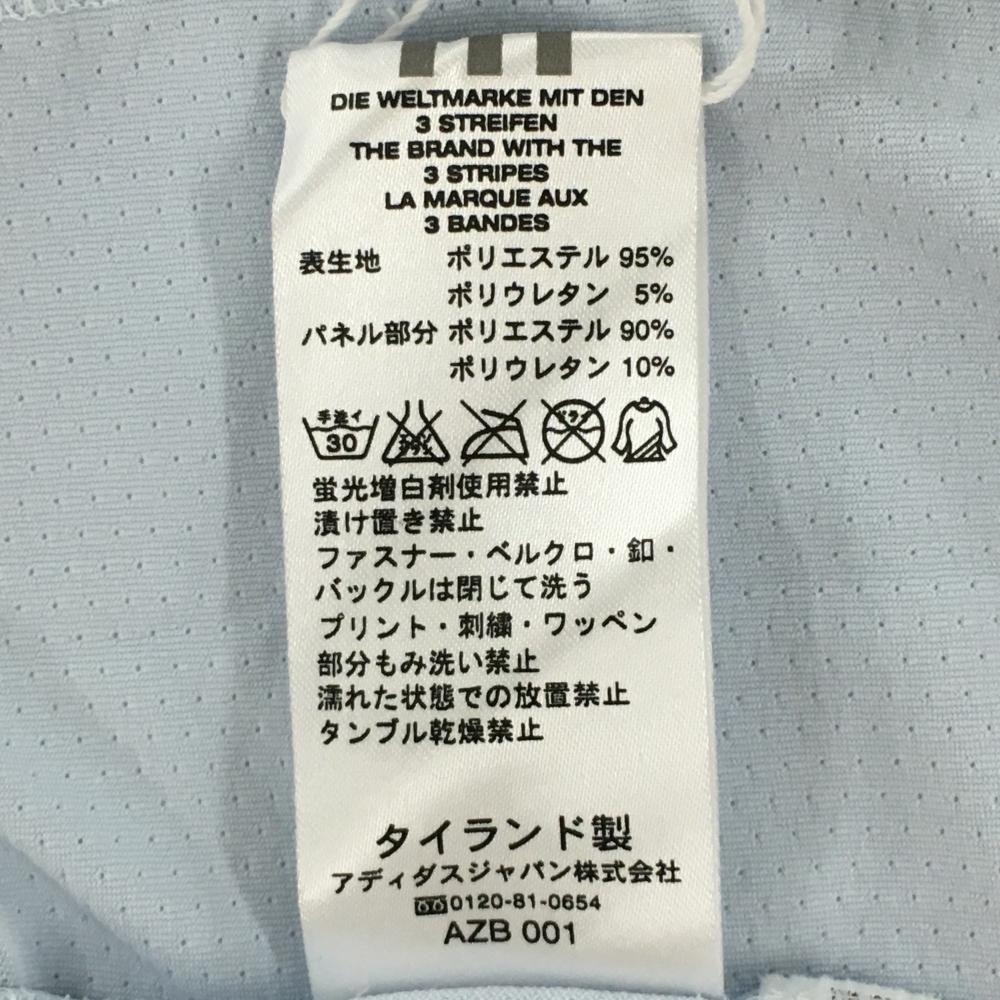 DIE WELTMARKE MIT DEN
3 STREIFEN
THE BRAND WITH THE
3 STRIPES
LA MARQUE AUX
3 BANDES
表生地 ポリエステル 95%
ポリウレタン 5%
パネル部分 ポリエステル 90%
ポリウレタン 10%
手洗イ
30
ドライ
蛍光増白剤使用禁止
漬け置き禁止
ファスナー・ベルクロ・釦・
バックルは閉じて洗う
プリント・刺繍・ワッペン
部分もみ洗い禁止
濡れた状態での放置禁止
タンブル乾燥禁止
タイランド製
アディダスジャパン株式会社
0120-81-0654
AZB 001